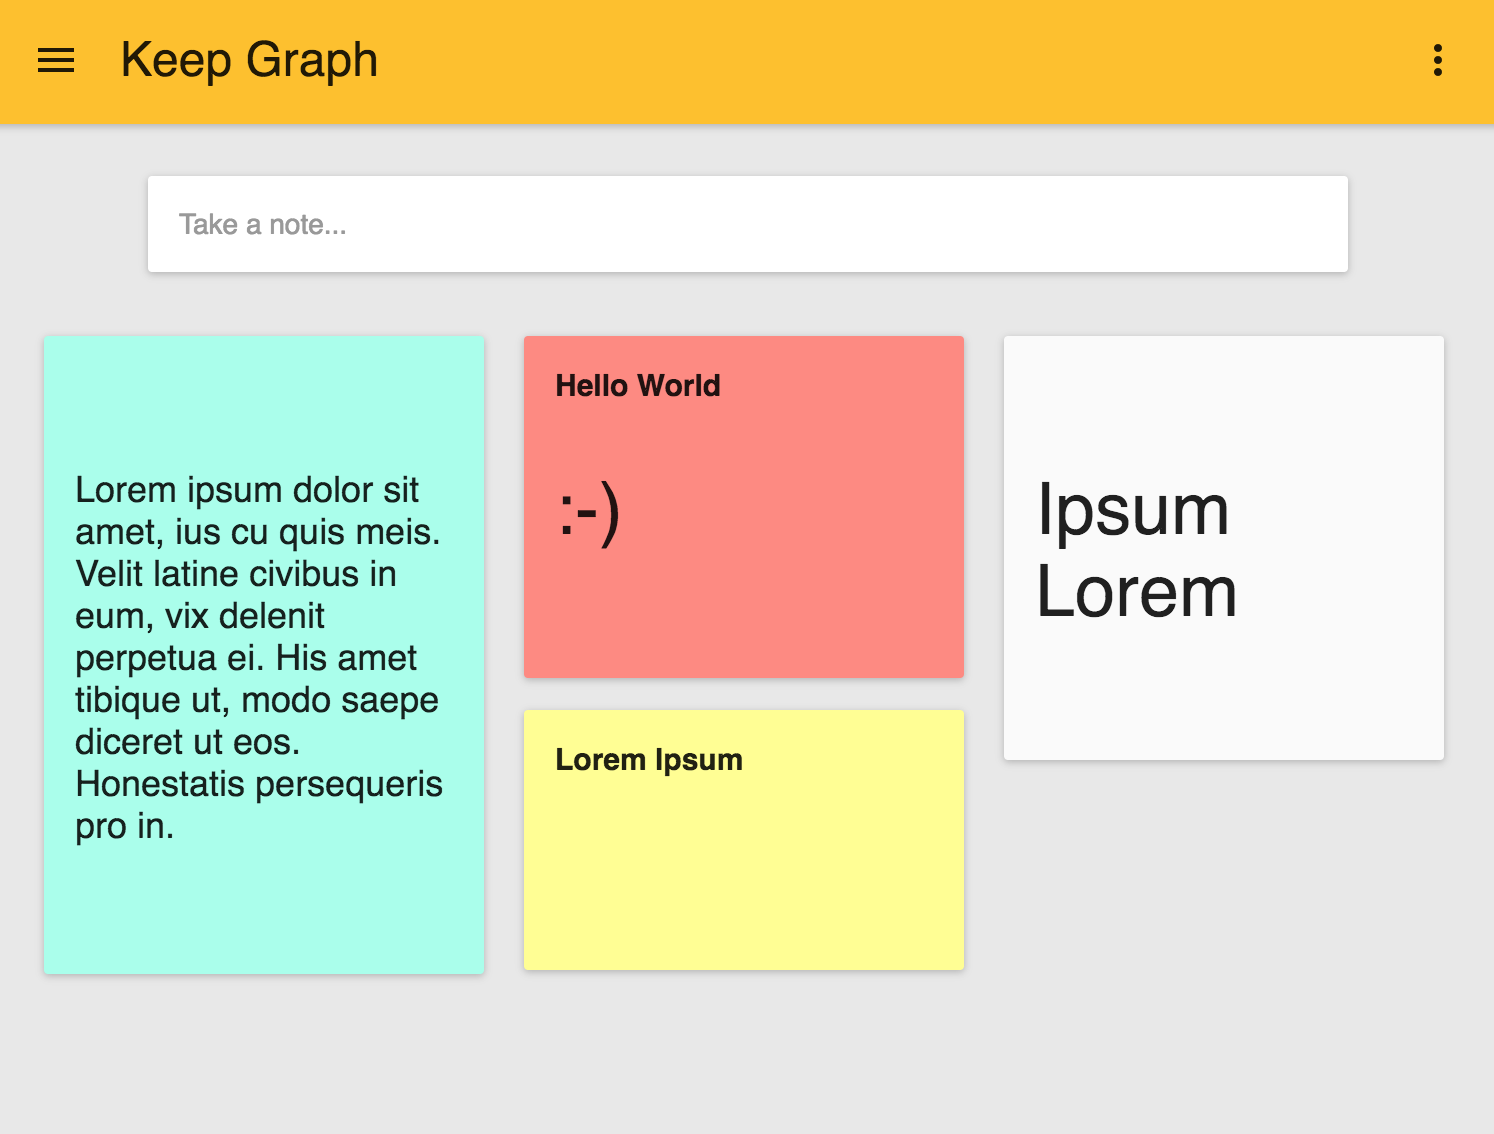 Keep Graph
Take a note...
Lorem ipsum dolor sit
amet, ius cu quis meis.
Velit latine civibus in
eum, vix delenit
perpetua ei. His amet
tibique ut, modo saepe
diceret ut eos.
Honestatis persequeris
pro in.
Hello World
:-)
Lorem Ipsum
Ipsum
Lorem